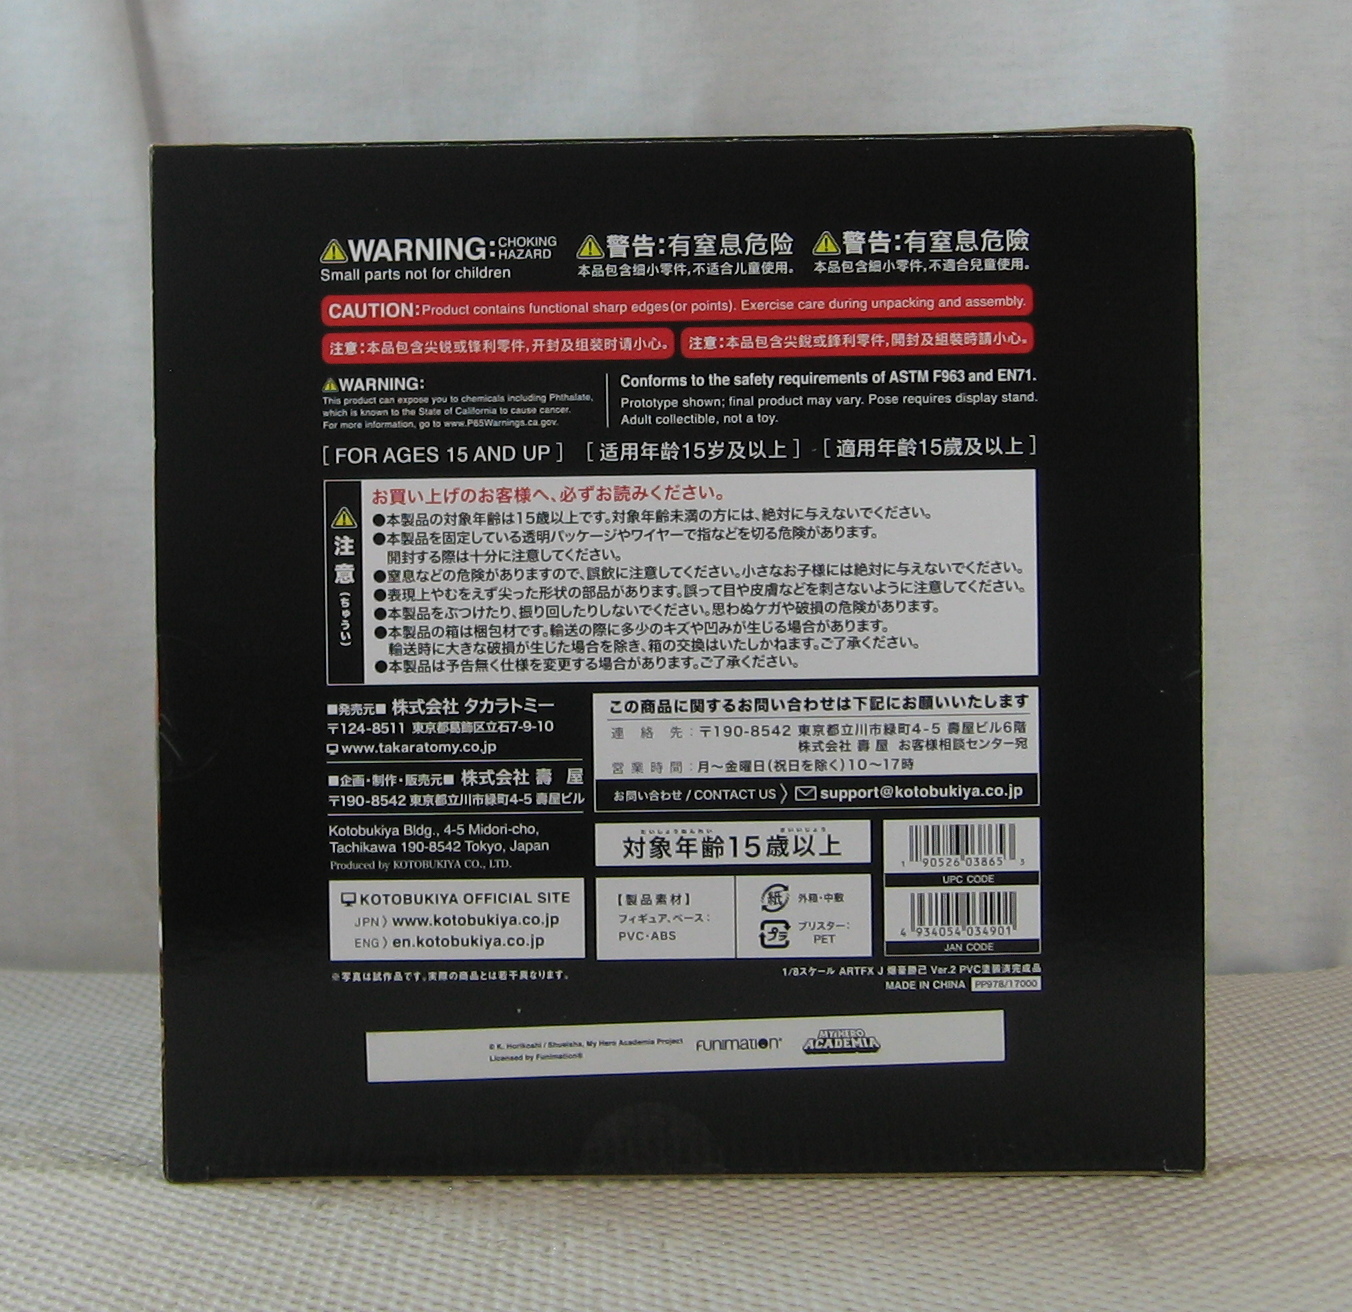 ⚠WARNING: CHOKING HAZARD
Small parts not for children
⚠警告:有窒息危险
本品包含细小零件,不适合儿童使用。
⚠警告:有窒息危險
本品包含細小零件,不適合兒童使用。
CAUTION: Product contains functional sharp edges(or points). Exercise care during unpacking and assembly.
注意:本品包含尖锐或锋利零件,开封及组装时请小心。
注意:本品包含尖銳或鋒利零件,開封及組裝時請小心。
⚠WARNING:
This product can expose you to chemicals including Phthalate,
which is known to the State of California to cause cancer.
For more information, go to www.P65Warnings.ca.gov.
Conforms to the safety requirements of ASTM F963 and EN71.
Prototype shown; final product may vary. Pose requires display stand.
Adult collectible, not a toy.
[ FOR AGES 15 AND UP ] [ 适用年龄15岁及以上 ] [ 適用年齡15歲及以上 ]
⚠注意(ちゅうい)
お買い上げのお客様へ、必ずお読みください。
●本製品の対象年齢は15歳以上です。対象年齢未満の方には、絶対に与えないでください。
●本製品を固定している透明パッケージやワイヤーで指などを切る危険があります。
開封する際は十分に注意してください。
●窒息などの危険がありますので、誤飲に注意してください。小さなお子様には絶対に与えないでください。
●表現上やむをえず尖った形状の部品があります。誤って目や皮膚などを刺さないように注意してください。
●本製品をぶつけたり、振り回したりしないでください。思わぬケガや破損の危険があります。
●本製品の箱は梱包材です。輸送の際に多少のキズや凹みが生じる場合があります。
輸送時に大きな破損が生じた場合を除き、箱の交換はいたしかねます。ご了承ください。
●本製品は予告無く仕様を変更する場合があります。ご了承ください。
■発売元■ 株式会社 タカラトミー
〒124-8511 東京都葛飾区立石7-9-10
www.takaratomy.co.jp
■企画・制作・販売元■ 株式会社 壽 屋
〒190-8542 東京都立川市緑町4-5 壽屋ビル
Kotobukiya Bldg., 4-5 Midori-cho,
Tachikawa 190-8542 Tokyo, Japan
Produced by KOTOBUKIYA CO., LTD.
KOTOBUKIYA OFFICIAL SITE
JPN 〉 www.kotobukiya.co.jp
ENG 〉 en.kotobukiya.co.jp
この商品に関するお問い合わせは下記にお願いいたします
連 絡 先 : 〒190-8542 東京都立川市緑町4-5 壽屋ビル6階
株式会社 壽 屋 お客様相談センター宛
営業時間 : 月〜金曜日(祝日を除く)10〜17時
お問い合わせ / CONTACT US 〉 support@kotobukiya.co.jp
たいしょうねんれい さいいじょう
対象年齢15歳以上
【製品素材】
フィギュア、ベース:
PVC・ABS
紙 外箱・中敷
プラ ブリスター:
PET
1 90526 03865 3
UPC CODE
4 934054 034901
JAN CODE
※写真は試作品です。実際の商品とは若干異なります。
1/8スケール ARTFX J 爆豪勝己 Ver.2 PVC塗装済完成品
MADE IN CHINA PP978/17000
© K. Horikoshi / Shueisha, My Hero Academia Project
Licensed by Funimation®
FUNIMATION®
MY HERO
ACADEMIA